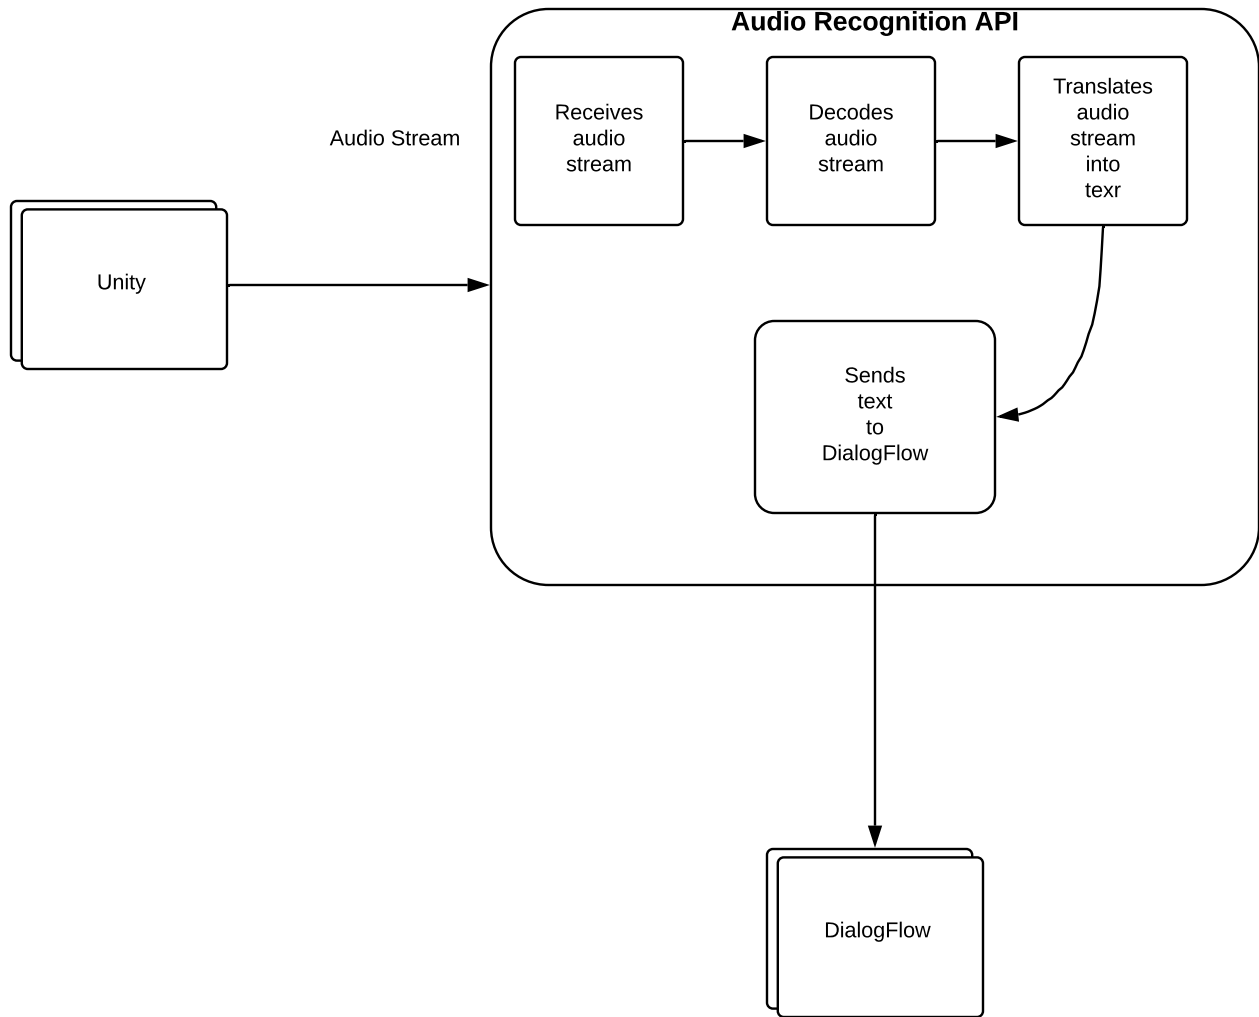 Audio Recognition API
Receives
audio
stream
Decodes
audio
stream
Translates
audio
stream
into
texr
Audio Stream
Unity
Sends
text
to
DialogFlow
DialogFlow